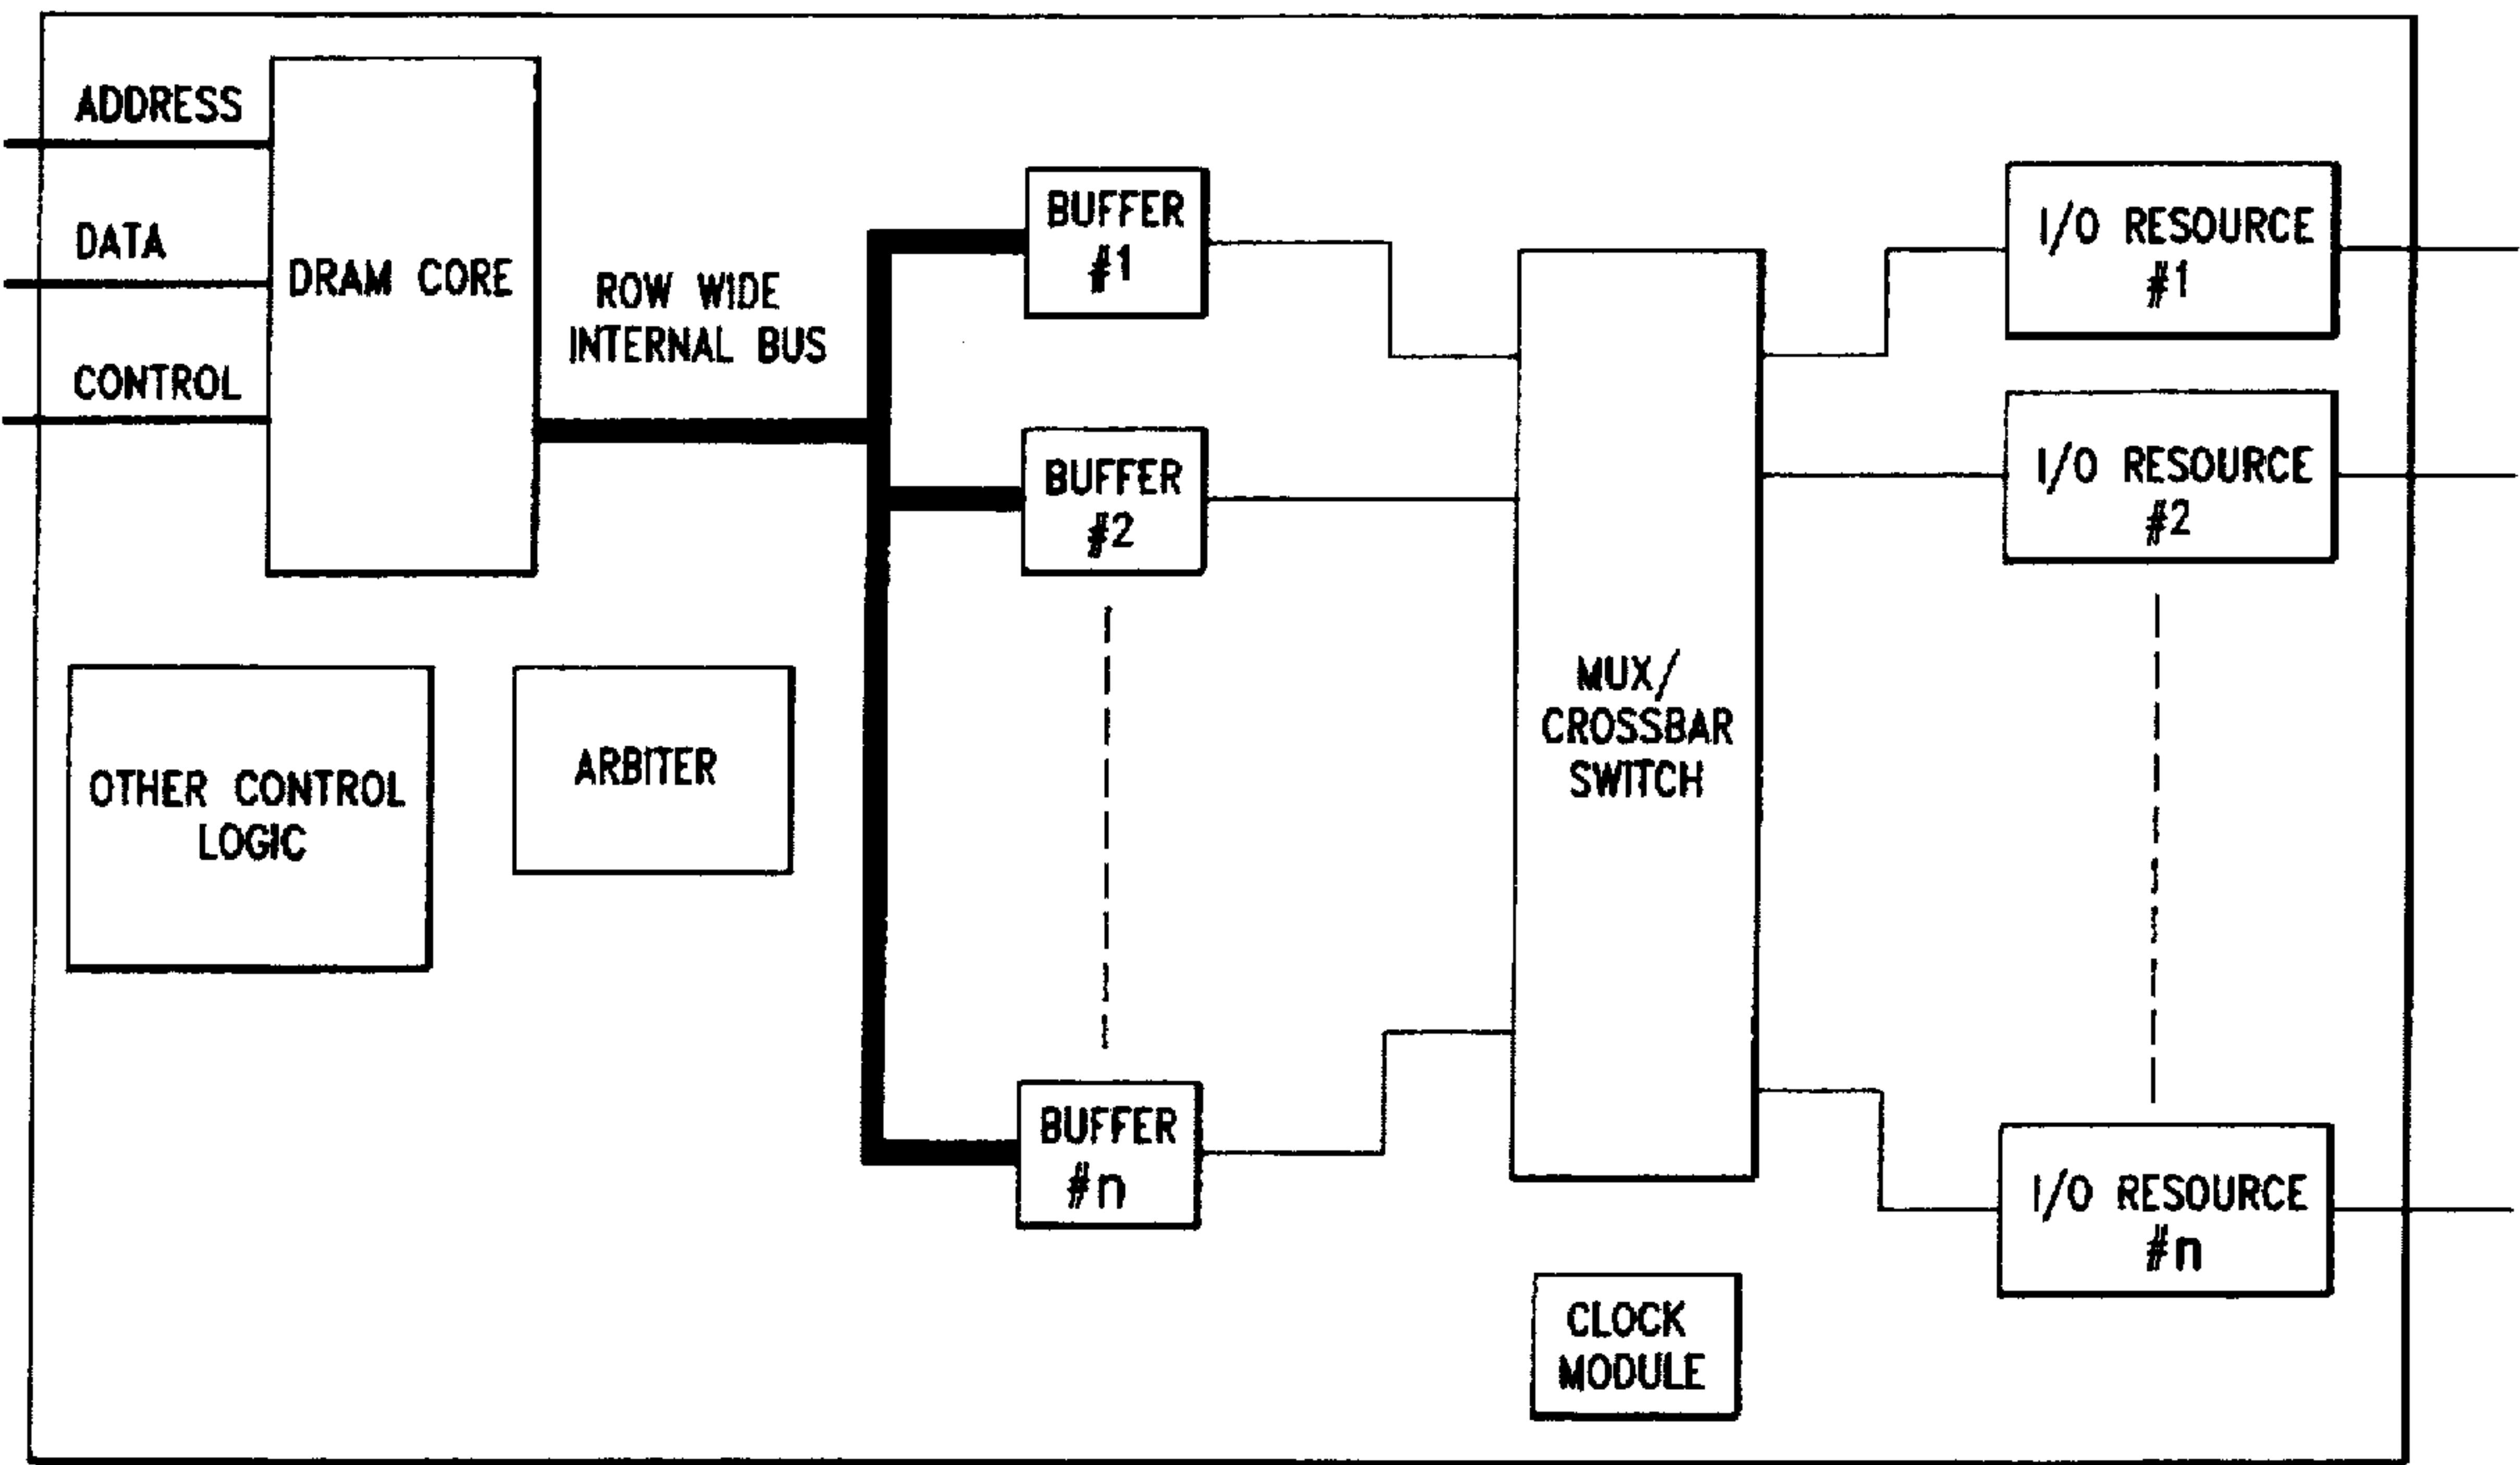 ADDRESS
DATA
CONTROL
DRAM CORE
ROW WIDE
INTERNAL BUS
BUFFER
#1
BUFFER
#2
BUFFER
#n
MUX/
CROSSBAR
SWITCH
I/O RESOURCE
#1
I/O RESOURCE
#2
I/O RESOURCE
#n
OTHER CONTROL
LOGIC
ARBITER
CLOCK
MODULE